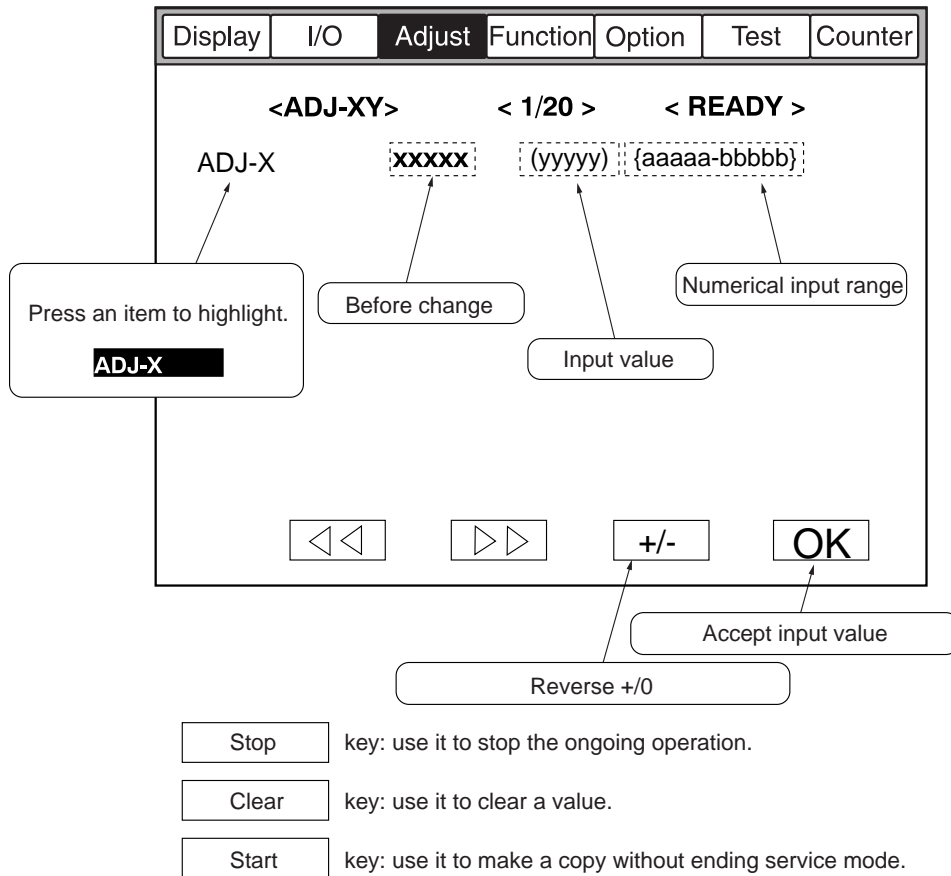 Display I/O Adjust Function Option Test Counter
<ADJ-XY> < 1/20 > < READY >
ADJ-X xxxxx (yyyyy) {aaaaa-bbbbb}
Press an item to highlight.
ADJ-X
Before change
Numerical input range
Input value
+/- OK
Accept input value
Reverse +/0
Stop key: use it to stop the ongoing operation.
Clear key: use it to clear a value.
Start key: use it to make a copy without ending service mode.